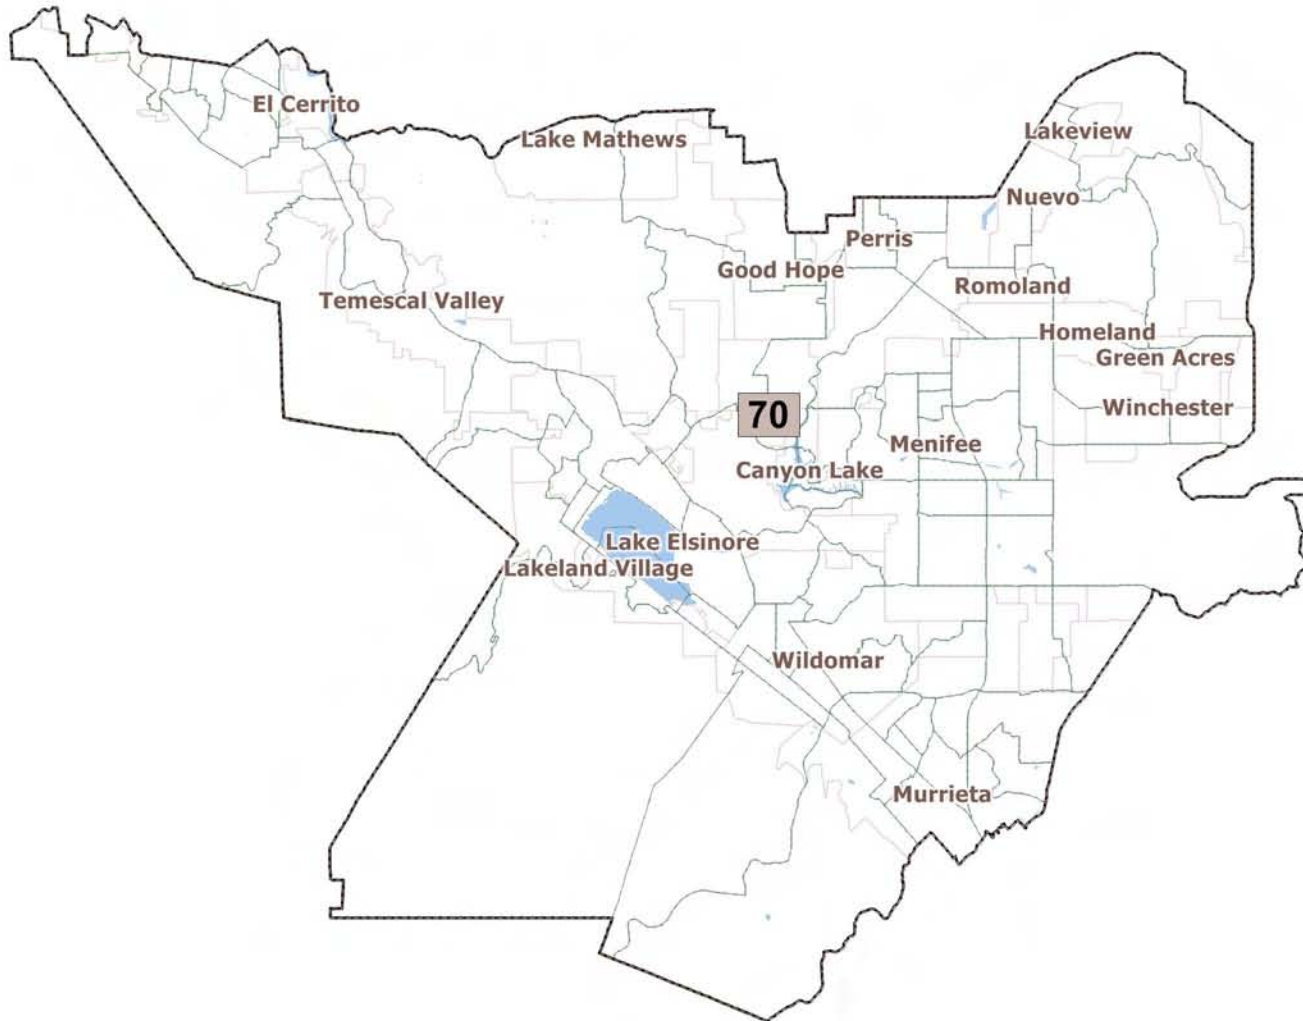 El Cerrito
Lake Mathews
Lakeview
Nuevo
Perris
Good Hope
Romoland
Temescal Valley
Homeland
Green Acres
70
Winchester
Menifee
Canyon Lake
Lake Elsinore
Lakeland Village
Wildomar
Murrieta